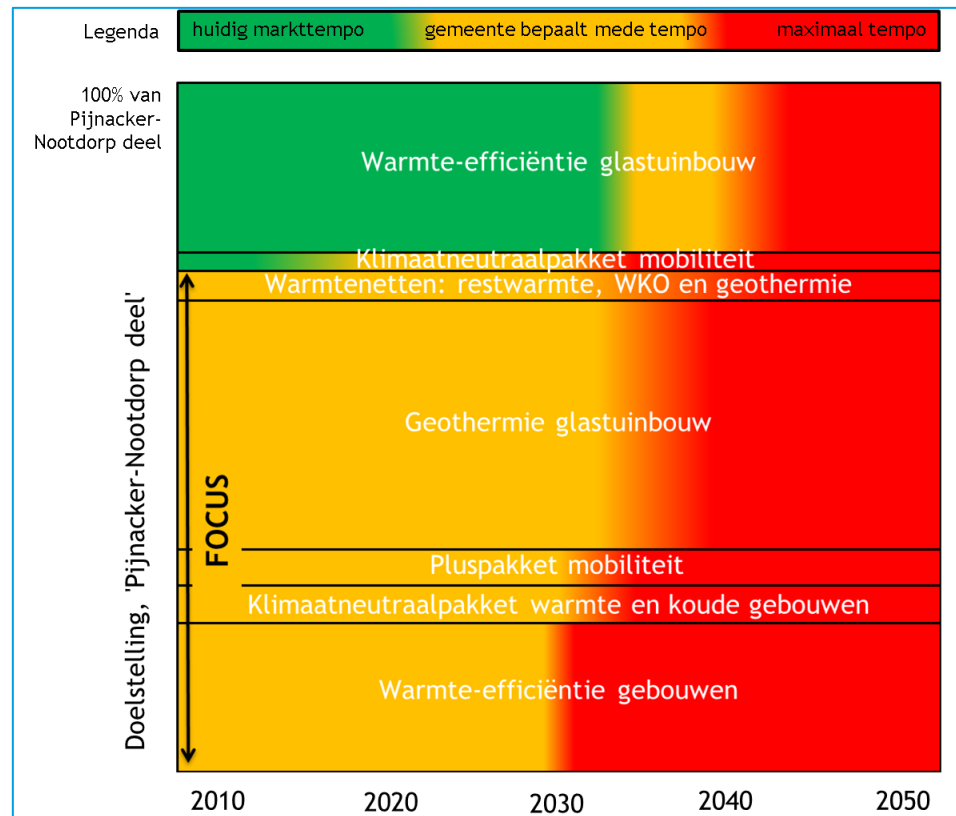 Legenda
huidig markttempo
gemeente bepaalt mede tempo
maximaal tempo
100% van
Pijnacker-
Nootdorp deel
Warmte-efficiëntie glastuinbouw
Klimaatneutraalpakket mobiliteit
Warmtenetten: restwarmte, WKO en geothermie
Geothermie glastuinbouw
Pluspakket mobiliteit
Klimaatneutraalpakket warmte en koude gebouwen
Warmte-efficiëntie gebouwen
Doelstelling, 'Pijnacker-Nootdorp deel'
FOCUS
2010
2020
2030
2040
2050